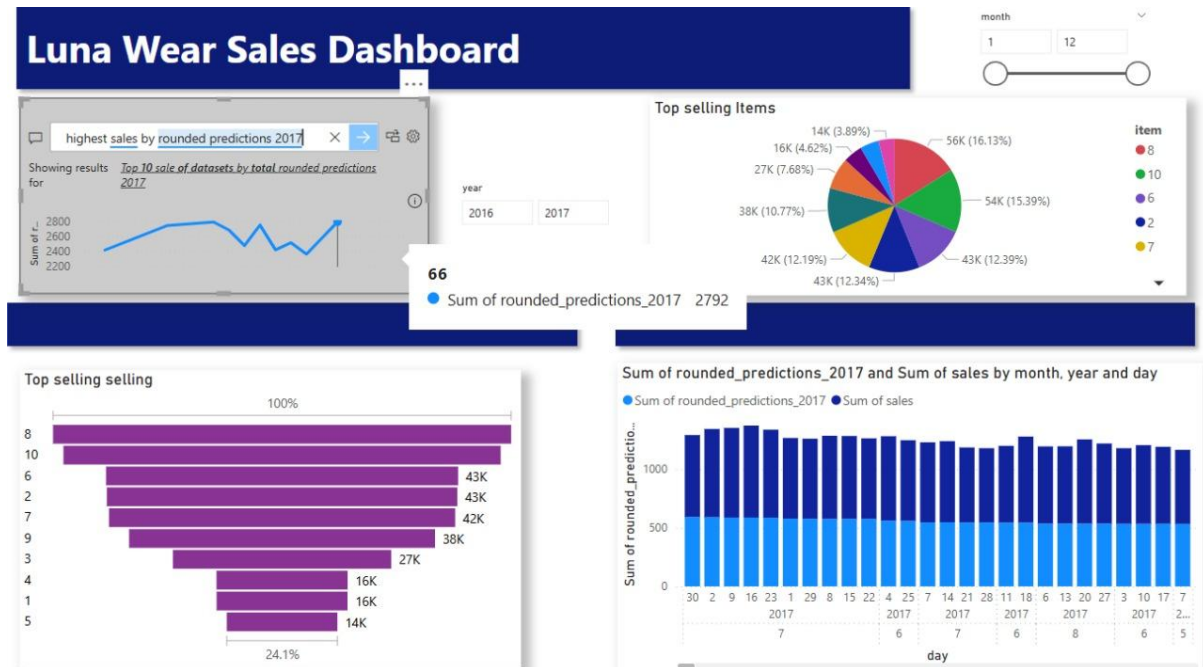 Luna Wear Sales Dashboard
month
1 12
...
highest sales by rounded predictions 2017
Showing results for Top 10 sale of datasets by total rounded predictions 2017
Sum of r...
2800
2600
2400
2200
year
2016 2017
66
Sum of rounded_predictions_2017 2792
Top selling Items
14K (3.89%)
16K (4.62%)
27K (7.68%)
38K (10.77%)
42K (12.19%)
43K (12.34%)
56K (16.13%)
54K (15.39%)
43K (12.39%)
item
8
10
6
2
7
Top selling selling
100%
8
10
6 43K
2 43K
7 42K
9 38K
3 27K
4 16K
1 16K
5 14K
24.1%
Sum of rounded_predictions_2017 and Sum of sales by month, year and day
Sum of rounded_predictions_2017 Sum of sales
Sum of rounded_predictio...
1000
500
0
30 2 9 16 23 1 29 8 15 22 4 25 7 14 21 28 11 18 6 13 20 27 3 10 17 7
2017 2017 2017 2017 2017 2017 2...
7 6 7 6 8 6 5
day